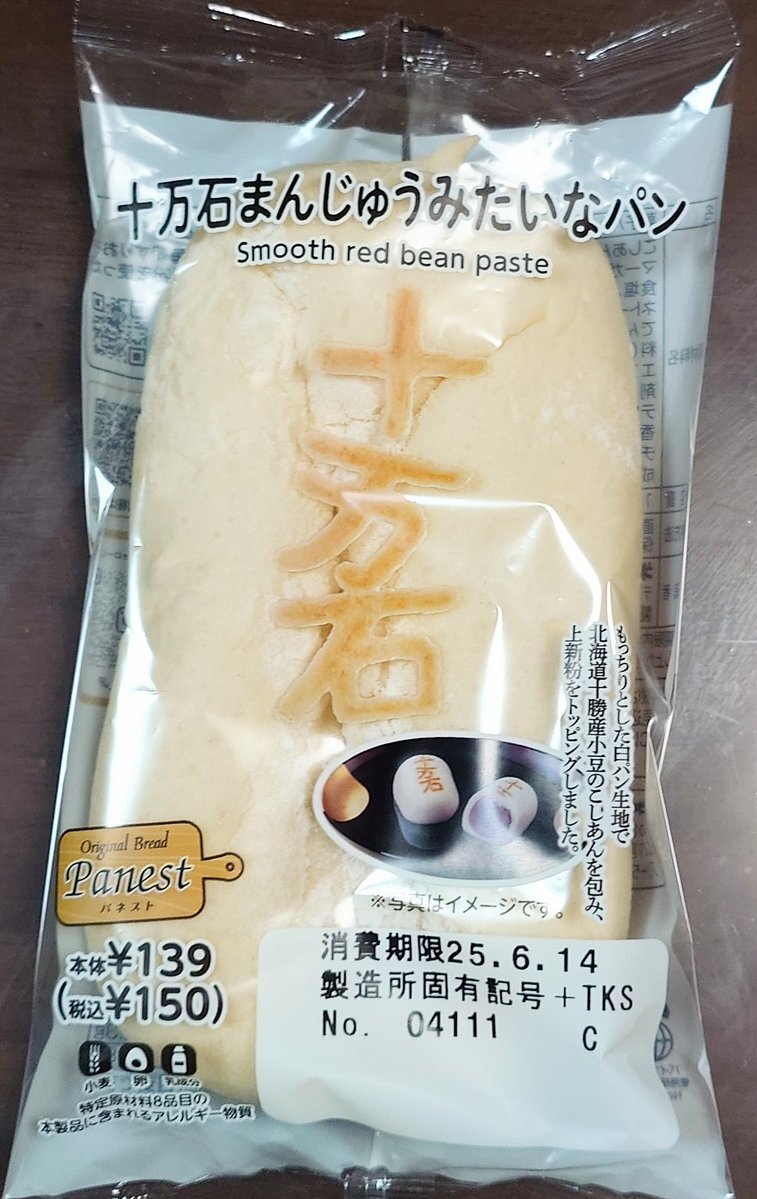 十万石まんじゅうみたいなパン
Smooth red bean paste
十万石
もっちりとした白パン生地で
北海道十勝産小豆のこしあんを包み、
上新粉をトッピングしました。
十万石
※写真はイメージです。
Original Bread
Panest
パネスト
本体¥139
(税込¥150)
消費期限25.6.14
製造所固有記号+TKS
No. 04111 C
小麦 卵 乳成分
特定原材料8品目の
本製品に含まれるアレルギー物質